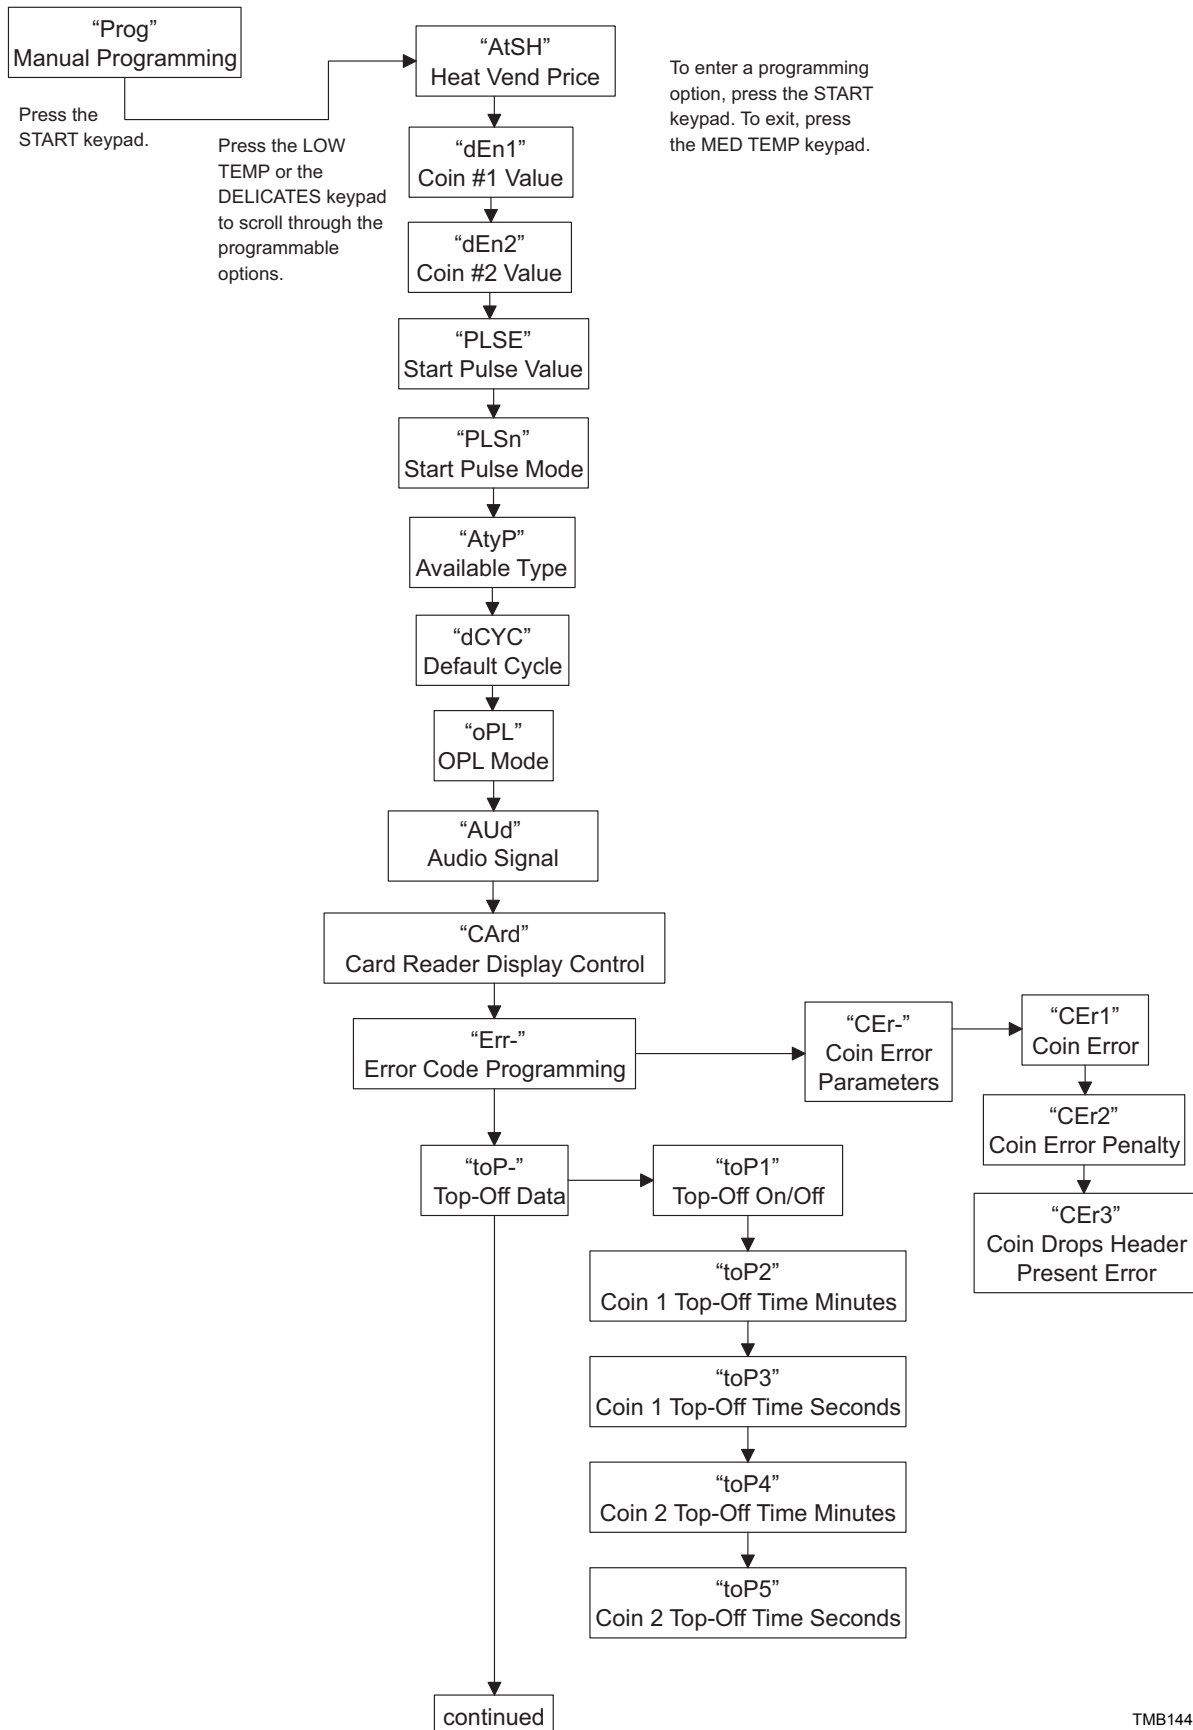 “Prog”
Manual Programming
Press the
START keypad.
Press the LOW
TEMP or the
DELICATES keypad
to scroll through the
programmable
options.
“AtSH”
Heat Vend Price
To enter a programming
option, press the START
keypad. To exit, press
the MED TEMP keypad.
“dEn1”
Coin #1 Value
“dEn2”
Coin #2 Value
“PLSE”
Start Pulse Value
“PLSn”
Start Pulse Mode
“AtyP”
Available Type
“dCYC”
Default Cycle
“oPL”
OPL Mode
“AUd”
Audio Signal
“CArd”
Card Reader Display Control
“Err-”
Error Code Programming
“CEr-”
Coin Error
Parameters
“CEr1”
Coin Error
“CEr2”
Coin Error Penalty
“CEr3”
Coin Drops Header
Present Error
“toP-”
Top-Off Data
“toP1”
Top-Off On/Off
“toP2”
Coin 1 Top-Off Time Minutes
“toP3”
Coin 1 Top-Off Time Seconds
“toP4”
Coin 2 Top-Off Time Minutes
“toP5”
Coin 2 Top-Off Time Seconds
continued
TMB144